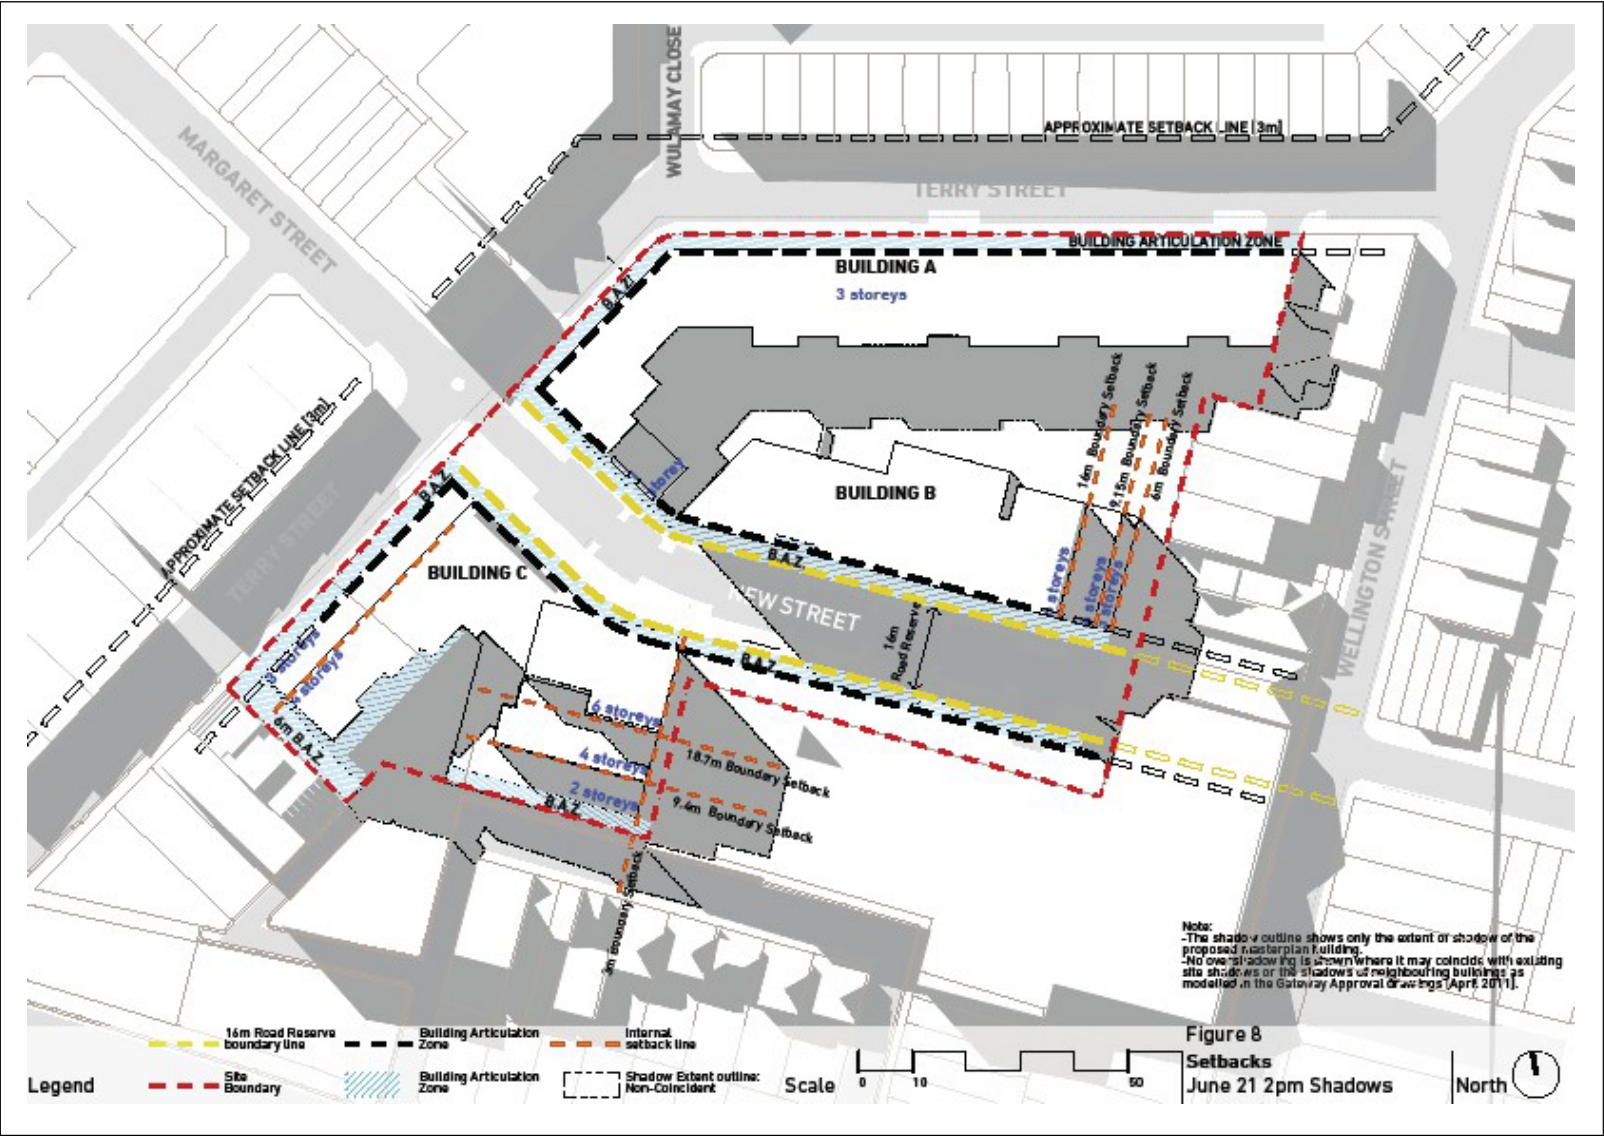 WULAMAY CLOSE
MARGARET STREET
APPROXIMATE SETBACK LINE [3m]
TERRY STREET
BUILDING ARTICULATION ZONE
BUILDING A
3 storeys
B.A.Z
APPROXIMATE SETBACK LINE [3m]
TERRY STREET
B.A.Z
storey
BUILDING B
16m Boundary Setback
9.15m Boundary Setback
6m Boundary Setback
storeys
storeys
storeys
WELLINGTON STREET
B.A.Z
NEW STREET
16m
Road Reserve
BUILDING C
B.A.Z
3 storeys
storeys
6m B.A.Z
6 storeys
4 storeys
2 storeys
B.A.Z
18.7m Boundary Setback
9.4m Boundary Setback
3m Boundary Setback
Note:
-The shadow outline shows only the extent of shadow of the
proposed masterplan building.
-No overshadowing is shown where it may coincide with existing
site shadows or the shadows of neighbouring buildings as
modelled in the Gateway Approval drawings [April 2011].
Legend
16m Road Reserve
boundary line
Site
Boundary
Building Articulation
Zone
Building Articulation
Zone
Internal
setback line
Shadow Extent outline:
Non-Coincident
Scale
0 10 50
Figure 8
Setbacks
June 21 2pm Shadows
North